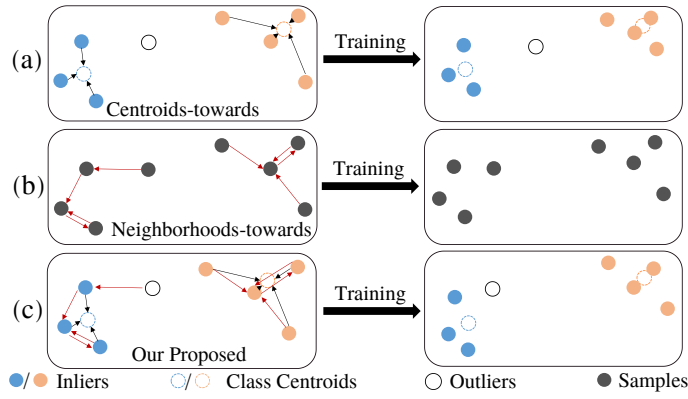 (a)
Centroids-towards
Training
(b)
Neighborhoods-towards
Training
(c)
Our Proposed
Training
/ Inliers
/ Class Centroids
Outliers
Samples